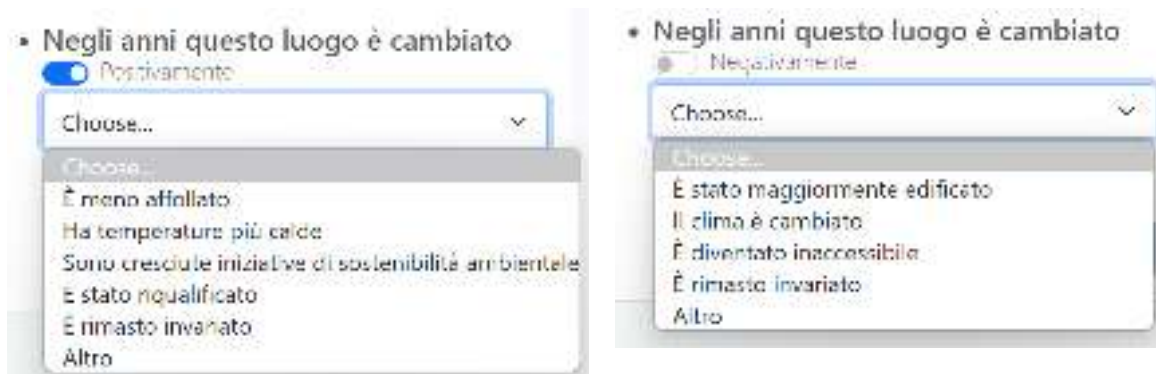 • Negli anni questo luogo è cambiato
Positivamente
Choose...
Choose...
È meno affollato
Ha temperature più calde
Sono cresciute iniziative di sostenibilità ambientale
È stato riqualificato
È rimasto invariato
Altro
• Negli anni questo luogo è cambiato
Negativamente
Choose...
Choose...
È stato maggiormente edificato
Il clima è cambiato
È diventato inaccessibile
È rimasto invariato
Altro